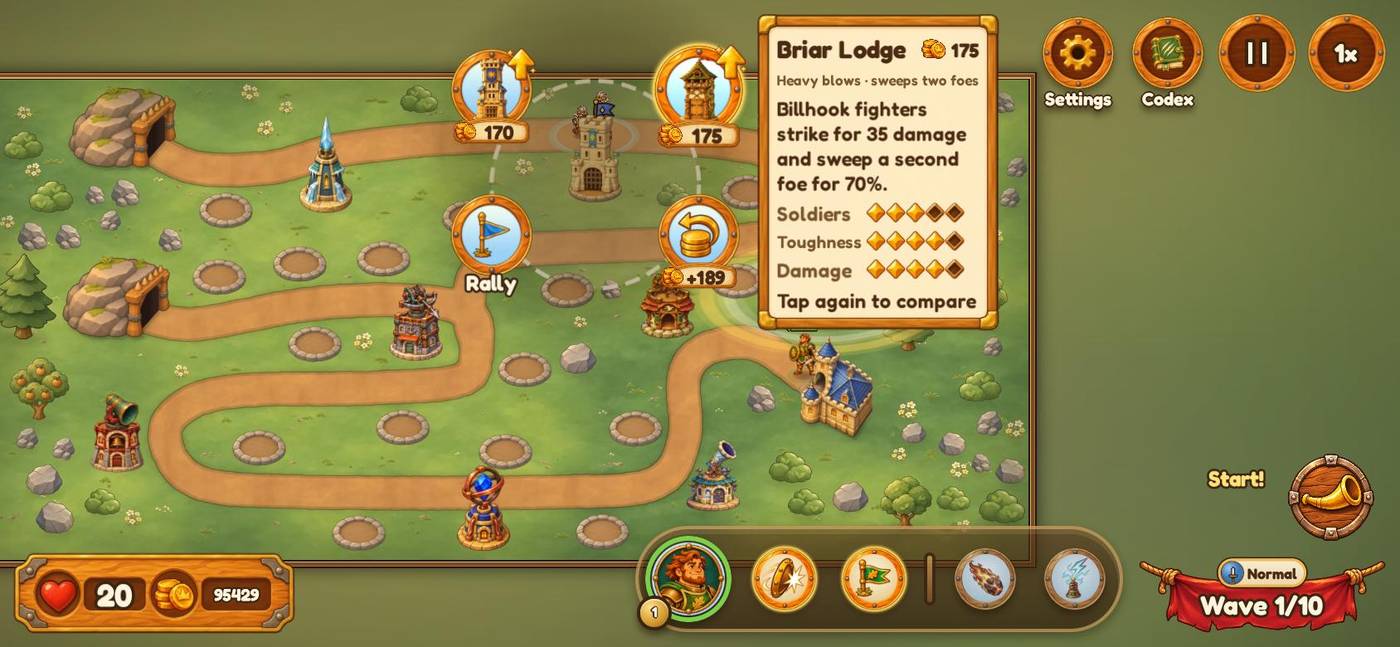 Briar Lodge 175
Heavy blows · sweeps two foes
Billhook fighters
strike for 35 damage
and sweep a second
foe for 70%.
Soldiers
Toughness
Damage
Tap again to compare
170
175
Rally
+189
Settings
Codex
1x
Start!
20
95429
1
Normal
Wave 1/10